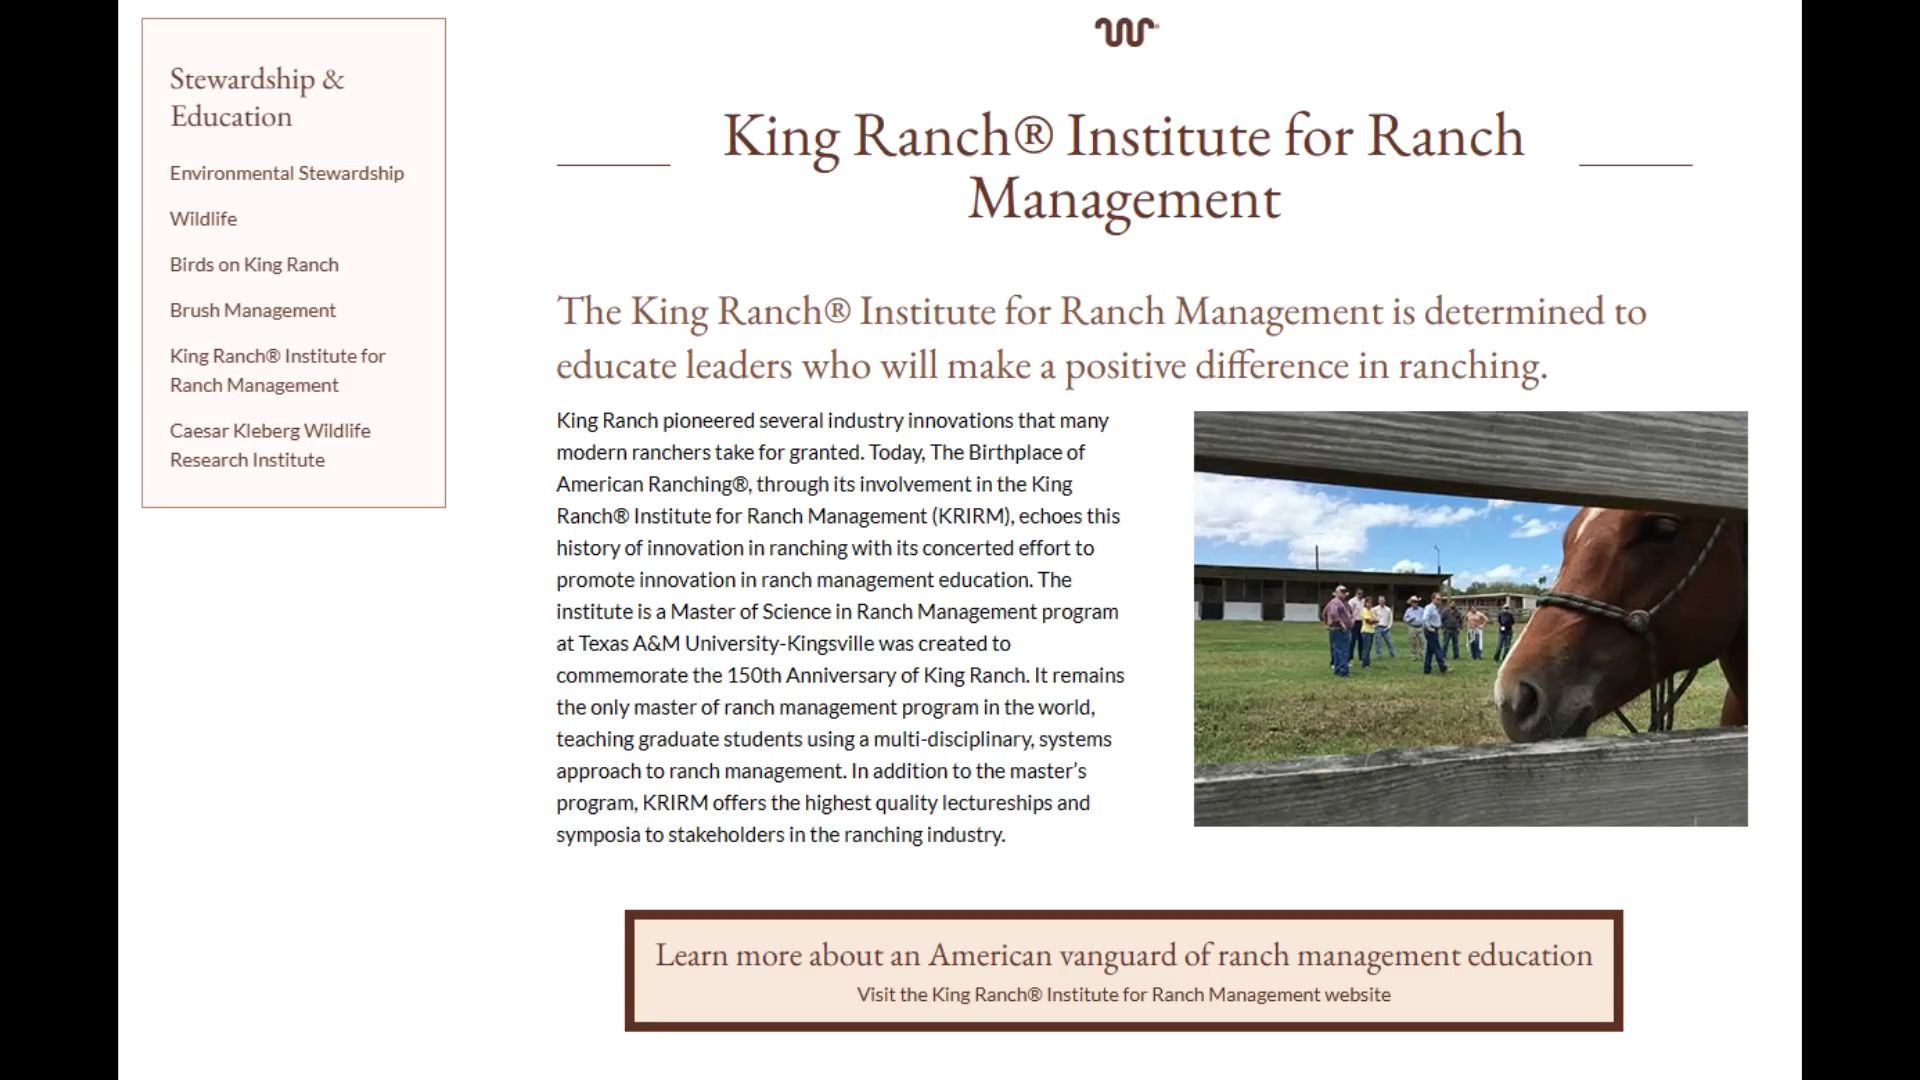 Stewardship &
Education
Environmental Stewardship
Wildlife
Birds on King Ranch
Brush Management
King Ranch® Institute for
Ranch Management
Caesar Kleberg Wildlife
Research Institute
King Ranch® Institute for Ranch
Management
The King Ranch® Institute for Ranch Management is determined to
educate leaders who will make a positive difference in ranching.
King Ranch pioneered several industry innovations that many
modern ranchers take for granted. Today, The Birthplace of
American Ranching®, through its involvement in the King
Ranch® Institute for Ranch Management (KRIRM), echoes this
history of innovation in ranching with its concerted effort to
promote innovation in ranch management education. The
institute is a Master of Science in Ranch Management program
at Texas A&M University-Kingsville was created to
commemorate the 150th Anniversary of King Ranch. It remains
the only master of ranch management program in the world,
teaching graduate students using a multi-disciplinary, systems
approach to ranch management. In addition to the master’s
program, KRIRM offers the highest quality lectureships and
symposia to stakeholders in the ranching industry.
Learn more about an American vanguard of ranch management education
Visit the King Ranch® Institute for Ranch Management website